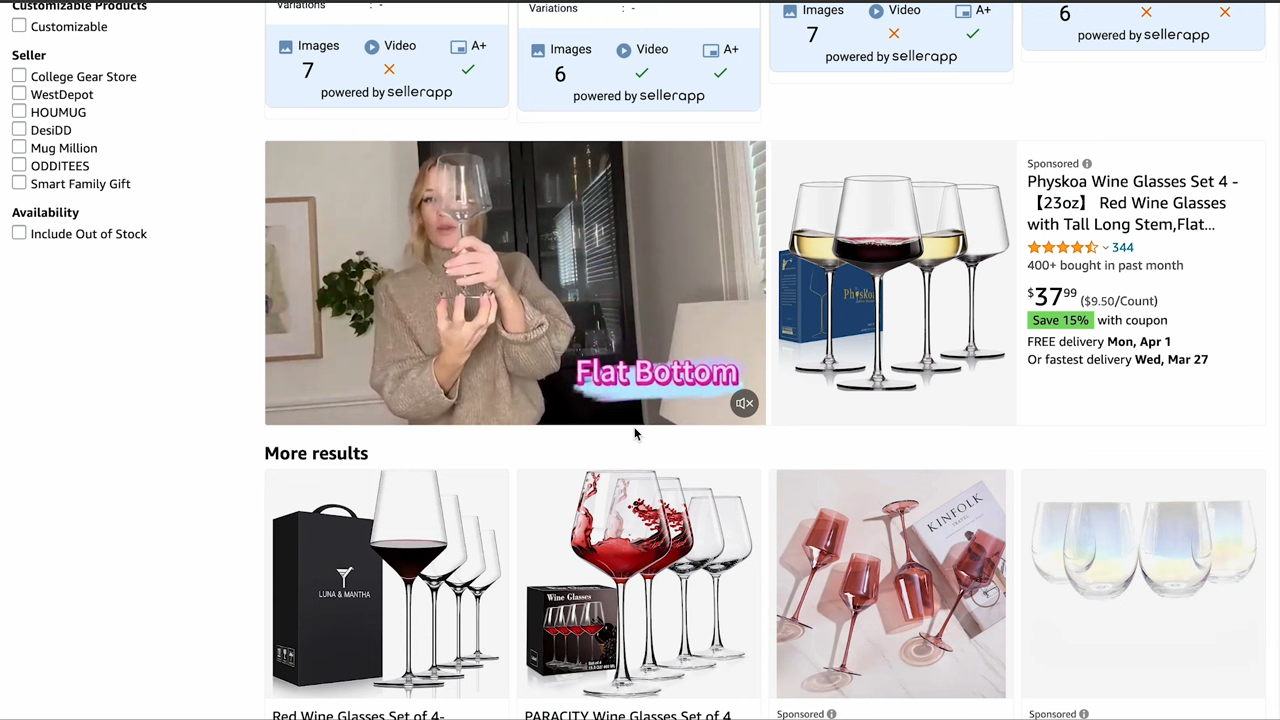 Customizable Products
Customizable
Seller
College Gear Store
WestDepot
HOUMUG
DesiDD
Mug Million
ODDITEES
Smart Family Gift
Availability
Include Out of Stock
Variations : -
Images Video A+
7
powered by sellerapp
Variations : -
Images Video A+
6
powered by sellerapp
Images Video A+
7
powered by sellerapp
6
powered by sellerapp
Flat Bottom
Physkoa
Sponsored
Physkoa Wine Glasses Set 4 -
【23oz】 Red Wine Glasses
with Tall Long Stem,Flat...
344
400+ bought in past month
$37 99 ($9.50/Count)
Save 15% with coupon
FREE delivery Mon, Apr 1
Or fastest delivery Wed, Mar 27
More results
LUNA & MANTHA
Red Wine Glasses Set of 4-
Wine Glasses
PARACITY Wine Glasses Set of 4
KINFOLK
TRAVEL
Sponsored
Sponsored